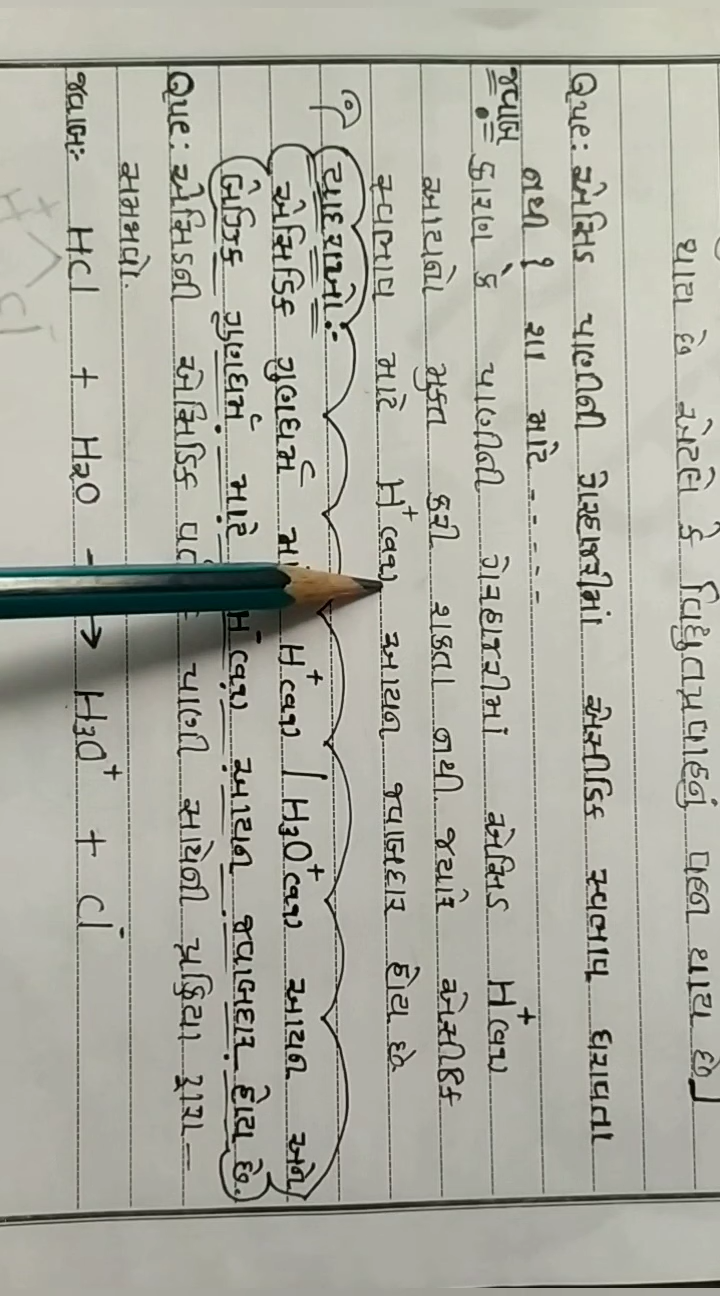 થાય છે એટલે કે વિદ્યુતપ્રવાહનું વહન થાય છે]
Que: એસિડ પાણીની ગેરહાજરીમાં એસીડિક સ્વભાવ ધરાવતા
નથી? શા માટે-----
જવાબ:= કારણ કે પાણીની ગેરહાજરીમાં એસિડ H⁺(aq)
આયનો મુક્ત કરી શકતા નથી. જયારે એસીડિક
સ્વભાવ માટે H⁺(aq) આયન જવાબદાર હોય છે
યાદરાખો:-
એસિડિક ગુણધર્મ H⁺(aq) / H₃O⁺(aq) આયન અને
બેઝિક ગુણધર્મ માટે (aq) આયન જવાબદાર હોય છે.
Que: એસિડની એસિડિક પાણી સાથેની પ્રક્રિયા દ્વારા-
સમજાવો.
જવાબ: HCl + H₂O → H₃O⁺ + Cl⁻